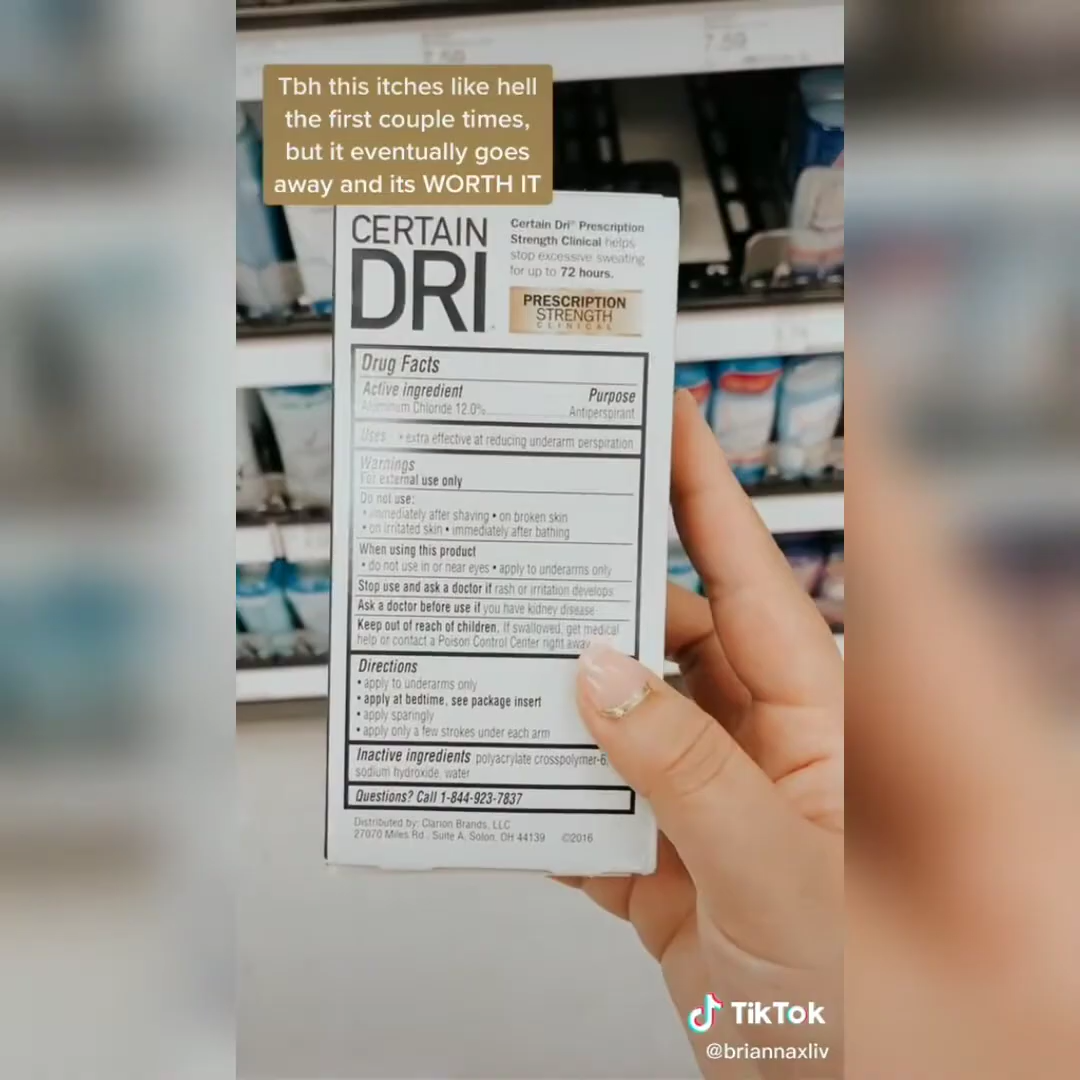 7.59
7.59
Tbh this itches like hell
the first couple times,
but it eventually goes
away and its WORTH IT
CERTAIN
DRI
Certain Dri® Prescription
Strength Clinical helps
stop excessive sweating
for up to 72 hours.
PRESCRIPTION
STRENGTH
CLINICAL
Drug Facts
Active ingredient Purpose
Aluminum Chloride 12.0% Antiperspirant
Uses • extra effective at reducing underarm perspiration
Warnings
For external use only
Do not use:
• immediately after shaving • on broken skin
• on irritated skin • immediately after bathing
When using this product
• do not use in or near eyes • apply to underarms only
Stop use and ask a doctor if rash or irritation develops
Ask a doctor before use if you have kidney disease
Keep out of reach of children. If swallowed, get medical
help or contact a Poison Control Center right away.
Directions
• apply to underarms only
• apply at bedtime, see package insert
• apply sparingly
• apply only a few strokes under each arm
Inactive ingredients polyacrylate crosspolymer-6,
sodium hydroxide, water
Questions? Call 1-844-923-7837
Distributed by: Clarion Brands, LLC
27070 Miles Rd., Suite A, Solon, OH 44139 ©2016
TikTok
@briannaxliv